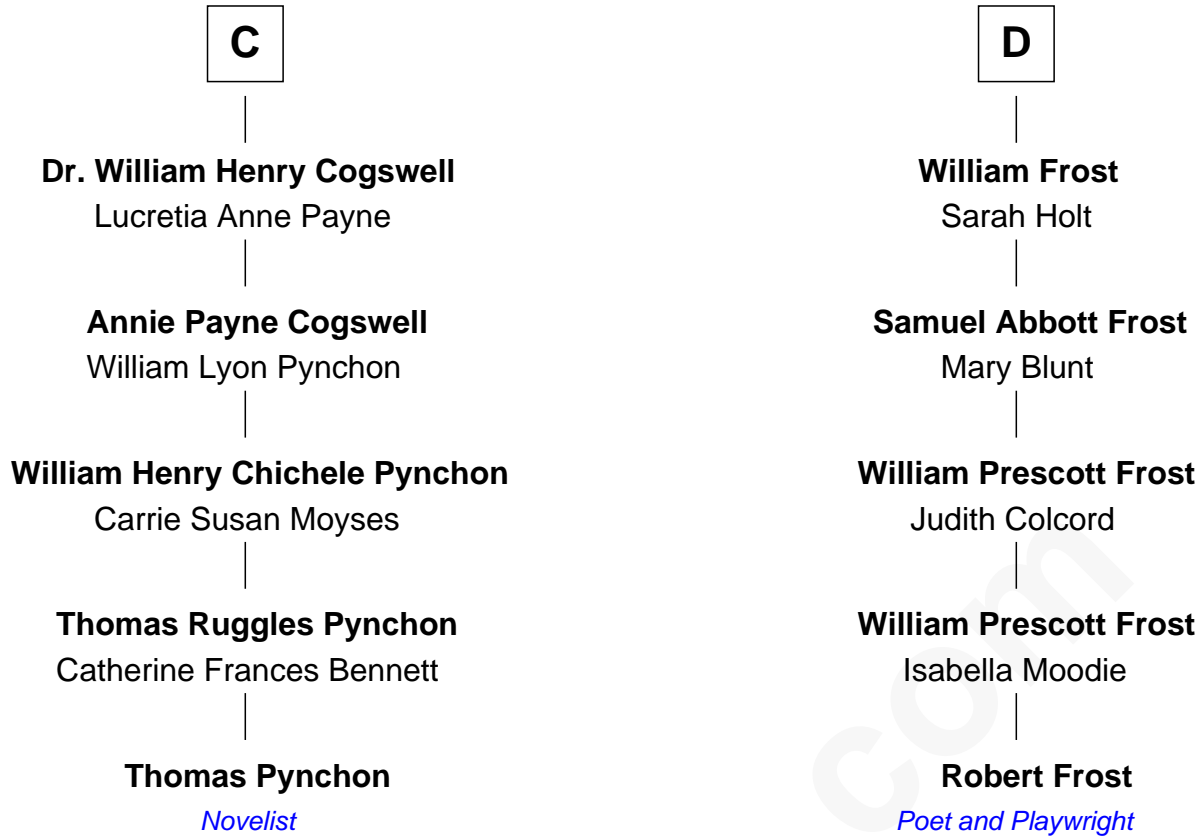 C
Dr. William Henry Cogswell
Lucretia Anne Payne
Annie Payne Cogswell
William Lyon Pynchon
William Henry Chichele Pynchon
Carrie Susan Moyses
Thomas Ruggles Pynchon
Catherine Frances Bennett
Thomas Pynchon
Novelist
D
William Frost
Sarah Holt
Samuel Abbott Frost
Mary Blunt
William Prescott Frost
Judith Colcord
William Prescott Frost
Isabella Moodie
Robert Frost
Poet and Playwright
com